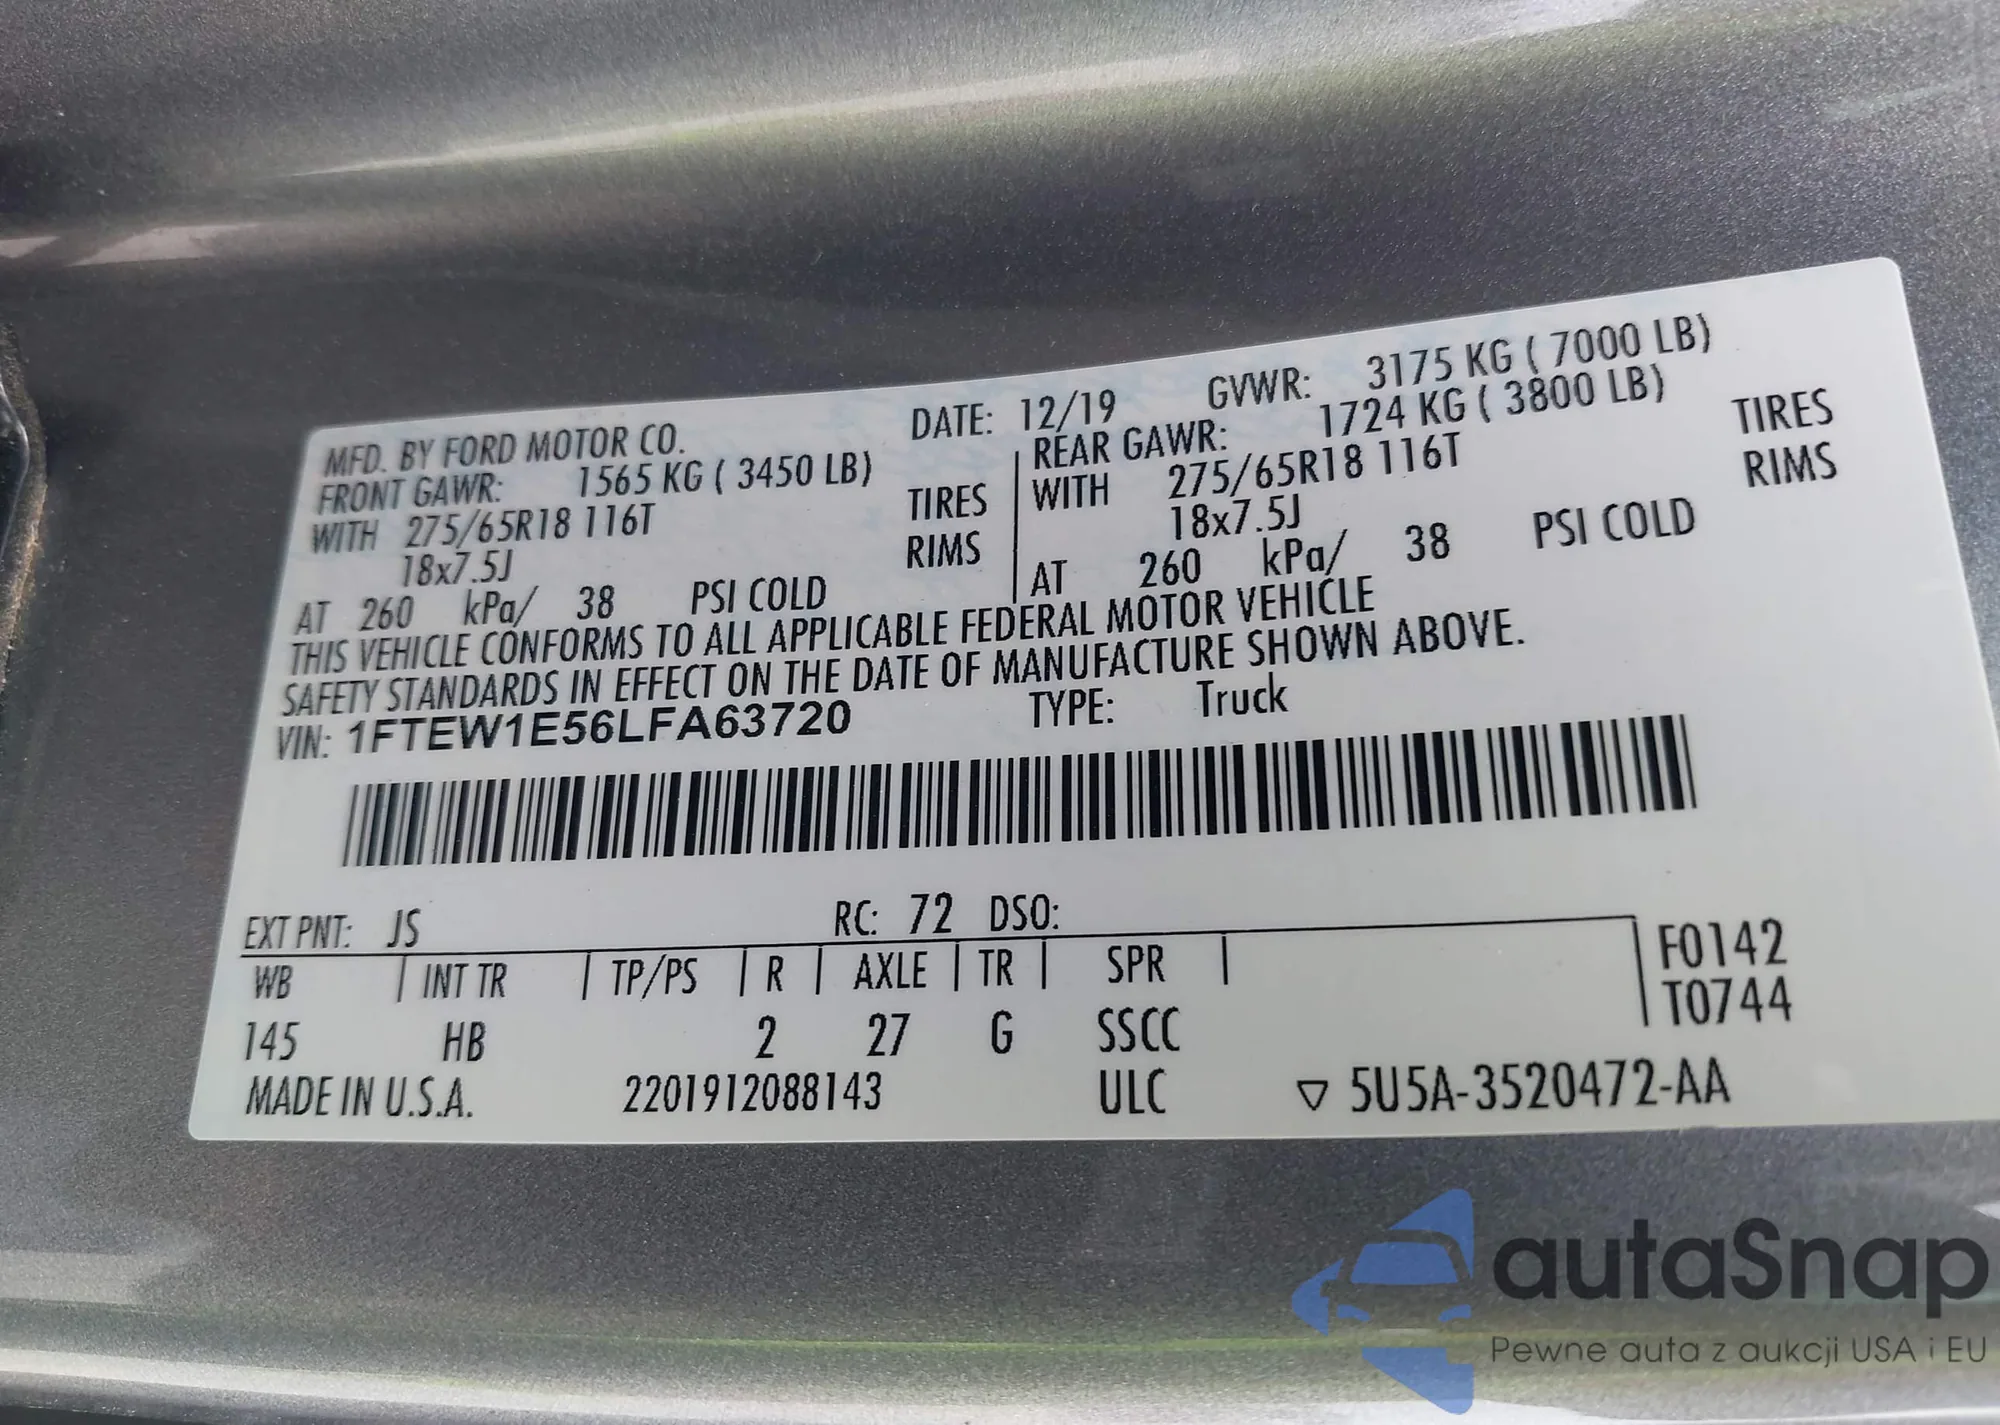 MFD. BY FORD MOTOR CO. DATE: 12/19 GVWR: 3175 KG ( 7000 LB)
FRONT GAWR: 1565 KG ( 3450 LB) REAR GAWR: 1724 KG ( 3800 LB)
WITH 275/65R18 116T TIRES WITH 275/65R18 116T TIRES
18x7.5J RIMS 18x7.5J RIMS
AT 260 kPa/ 38 PSI COLD AT 260 kPa/ 38 PSI COLD
THIS VEHICLE CONFORMS TO ALL APPLICABLE FEDERAL MOTOR VEHICLE
SAFETY STANDARDS IN EFFECT ON THE DATE OF MANUFACTURE SHOWN ABOVE.
VIN: 1FTEW1E56LFA63720 TYPE: Truck
EXT PNT: JS RC: 72 DSO:
WB INT TR TP/PS R AXLE TR SPR F0142
T0744
145 HB 2 27 G SSCC
MADE IN U.S.A. 2201912088143 ULC ▽ 5U5A-3520472-AA
autaSnap
Pewne auta z aukcji USA i EU